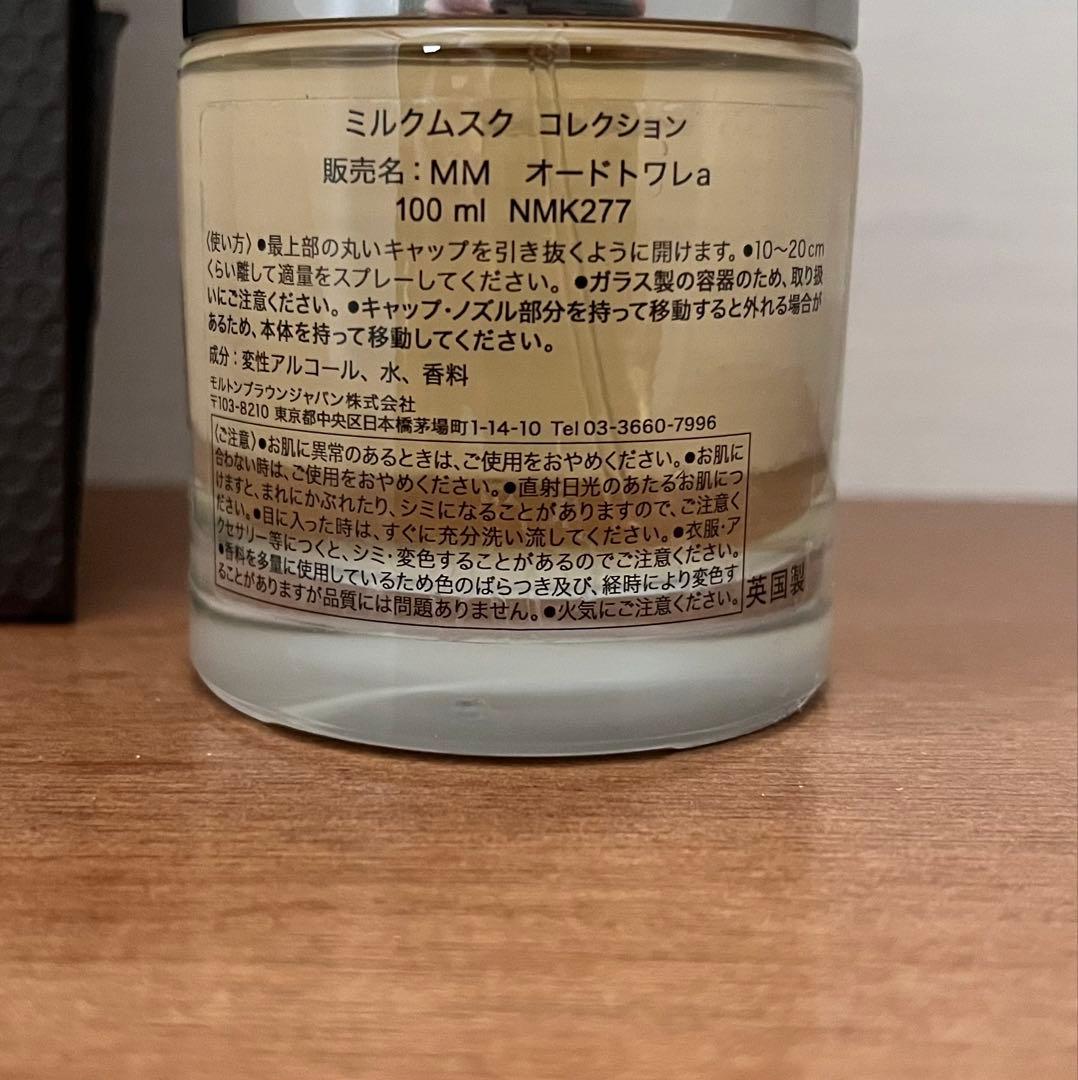 ミルクムスク コレクション
販売名：MM オードトワレa
100 ml NMK277
〈使い方〉●最上部の丸いキャップを引き抜くように開けます。●10〜20cm
くらい離して適量をスプレーしてください。●ガラス製の容器のため、取り扱
いにご注意ください。●キャップ・ノズル部分を持って移動すると外れる場合が
あるため、本体を持って移動してください。
成分：変性アルコール、水、香料
モルトンブラウンジャパン株式会社
〒103-8210 東京都中央区日本橋茅場町1-14-10 Tel 03-3660-7996
〈ご注意〉●お肌に異常のあるときは、ご使用をおやめください。●お肌に
合わない時は、ご使用をおやめください。●直射日光のあたるお肌につ
けますと、まれにかぶれたり、シミになることがありますので、ご注意く
ださい。●目に入った時は、すぐに充分洗い流してください。●衣服・ア
クセサリー等につくと、シミ・変色することがあるのでご注意ください。
●香料を多量に使用しているため色のばらつき及び、経時により変色す
ることがありますが品質には問題ありません。●火気にご注意ください。
英国製